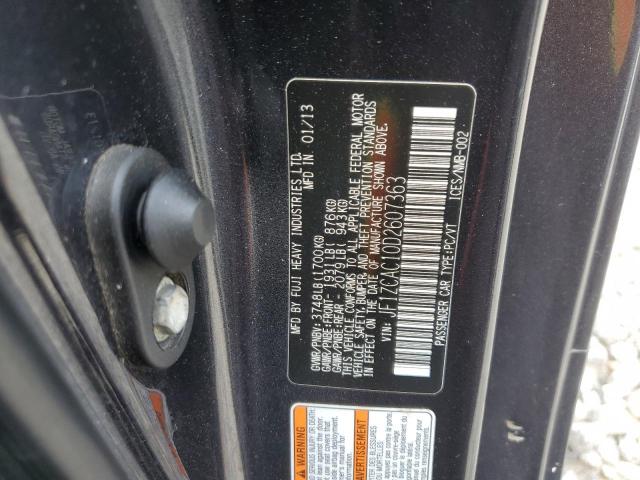 MFD BY FUJI HEAVY INDUSTRIES LTD.
MFD IN 01/13
GVWR/PNBV: 3748LB(1700KG)
GAWR/PNBE:FRONT- 1931LB( 876KG)
GAWR/PNBE:REAR - 2079LB( 943KG)
THIS VEHICLE CONFORMS TO ALL APPLICABLE FEDERAL MOTOR
VEHICLE SAFETY, BUMPER, AND THEFT PREVENTION STANDARDS
IN EFFECT ON THE DATE OF MANUFACTURE SHOWN ABOVE.
VIN: JF1ZCAC10D2607363
PASSENGER CAR TYPE:PC/VT ICES/NMB-002
WARNING
AVERTISSEMENT